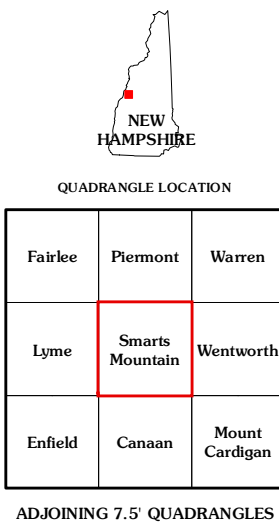 NEW
HAMPSHIRE
QUADRANGLE LOCATION
Fairlee
Piermont
Warren
Lyme
Smarts
Mountain
Wentworth
Enfield
Canaan
Mount
Cardigan
ADJOINING 7.5' QUADRANGLES